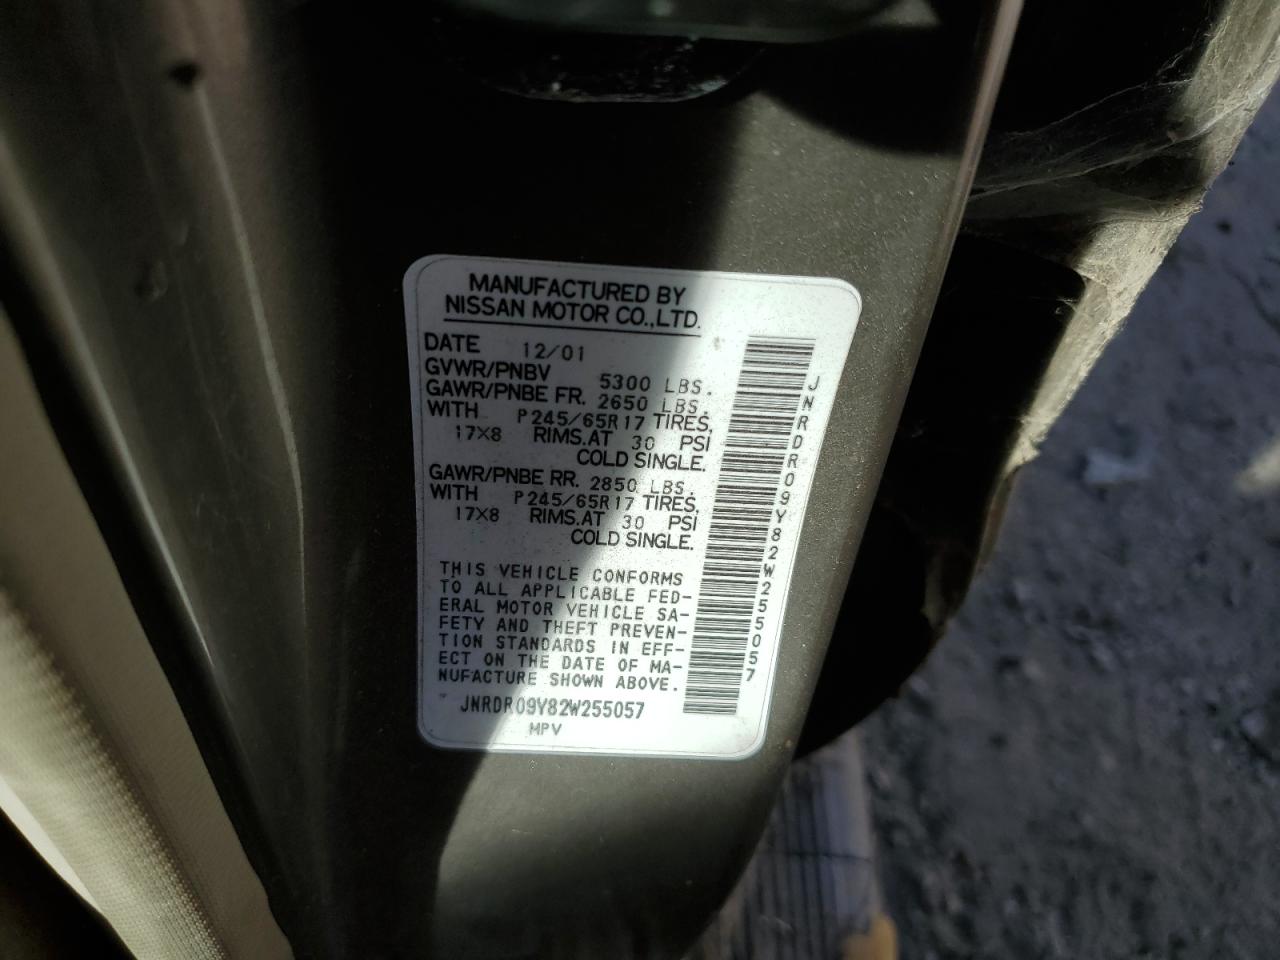 MANUFACTURED BY
NISSAN MOTOR CO.,LTD.
DATE 12/01
GVWR/PNBV 5300 LBS.
GAWR/PNBE FR. 2650 LBS.
WITH P245/65R17 TIRES,
17X8 RIMS.AT 30 PSI
COLD SINGLE.
GAWR/PNBE RR. 2850 LBS.
WITH P245/65R17 TIRES,
17X8 RIMS.AT 30 PSI
COLD SINGLE.
THIS VEHICLE CONFORMS
TO ALL APPLICABLE FED-
ERAL MOTOR VEHICLE SA-
FETY AND THEFT PREVEN-
TION STANDARDS IN EFF-
ECT ON THE DATE OF MA-
NUFACTURE SHOWN ABOVE.
JNRDR09Y82W255057
MPV
JNRDR09Y82W255057